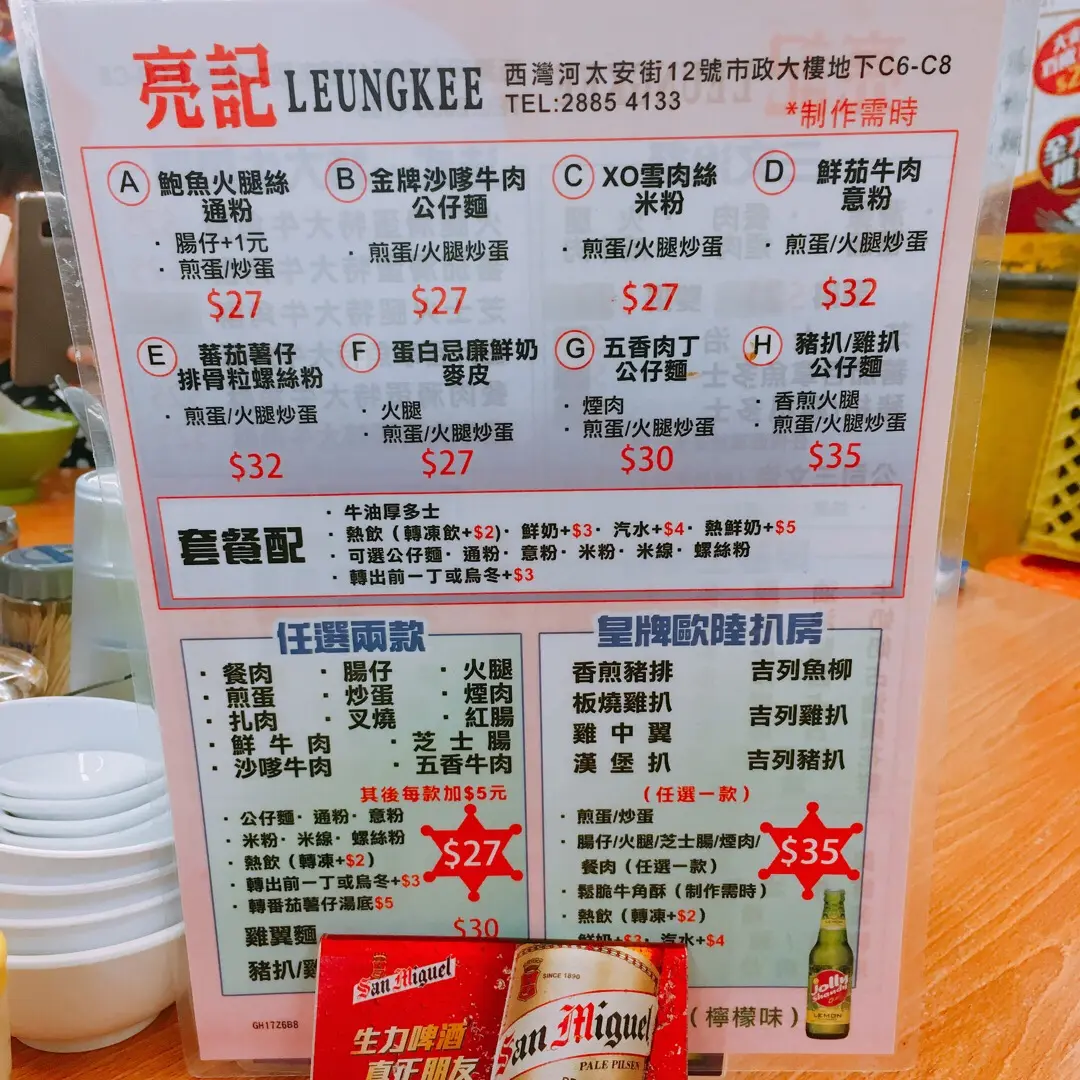 亮記 LEUNGKEE
西灣河太安街12號市政大樓地下C6-C8
TEL:2885 4133
*制作需時
A 鮑魚火腿絲
通粉
· 腸仔+1元
· 煎蛋/炒蛋
$27
B 金牌沙嗲牛肉
公仔麵
· 煎蛋/火腿炒蛋
$27
C XO雪肉絲
米粉
· 煎蛋/火腿炒蛋
$27
D 鮮茄牛肉
意粉
· 煎蛋/火腿炒蛋
$32
E 蕃茄薯仔
排骨粒螺絲粉
· 煎蛋/火腿炒蛋
$32
F 蛋白忌廉鮮奶
麥皮
· 火腿
· 煎蛋/火腿炒蛋
$27
G 五香肉丁
公仔麵
· 煙肉
· 煎蛋/火腿炒蛋
$30
H 豬扒/雞扒
公仔麵
· 香煎火腿
· 煎蛋/火腿炒蛋
$35
套餐配
· 牛油厚多士
· 熱飲（轉凍飲+$2)· 鮮奶+$3· 汽水+$4· 熱鮮奶+$5
· 可選公仔麵· 通粉· 意粉· 米粉· 米線· 螺絲粉
· 轉出前一丁或烏冬+$3
任選兩款
· 餐肉 · 腸仔 · 火腿
· 煎蛋 · 炒蛋 · 煙肉
· 扎肉 · 叉燒 · 紅腸
· 鮮牛肉 · 芝士腸
· 沙嗲牛肉 · 五香牛肉
其後每款加$5元
· 公仔麵· 通粉· 意粉
· 米粉· 米線· 螺絲粉
· 熱飲（轉凍+$2）
· 轉出前一丁或烏冬+$3
· 轉番茄薯仔湯底$5
$27
雞翼麵 $30
豬扒/雞
GH17Z6B8
皇牌歐陸扒房
香煎豬排 吉列魚柳
板燒雞扒 吉列雞扒
雞中翼
漢堡扒 吉列豬扒
（任選一款）
· 煎蛋/炒蛋
· 腸仔/火腿/芝士腸/煙肉/
餐肉（任選一款）
· 鬆脆牛角酥（制作需時）
· 熱飲（轉凍+$2）
鮮奶+$3· 汽水+$4
$35
Jolly
Shandy
LEMON
（檸檬味）
San Miguel
生力啤酒
真正朋友
SINCE 1890
San Miguel
PALE PILSEN